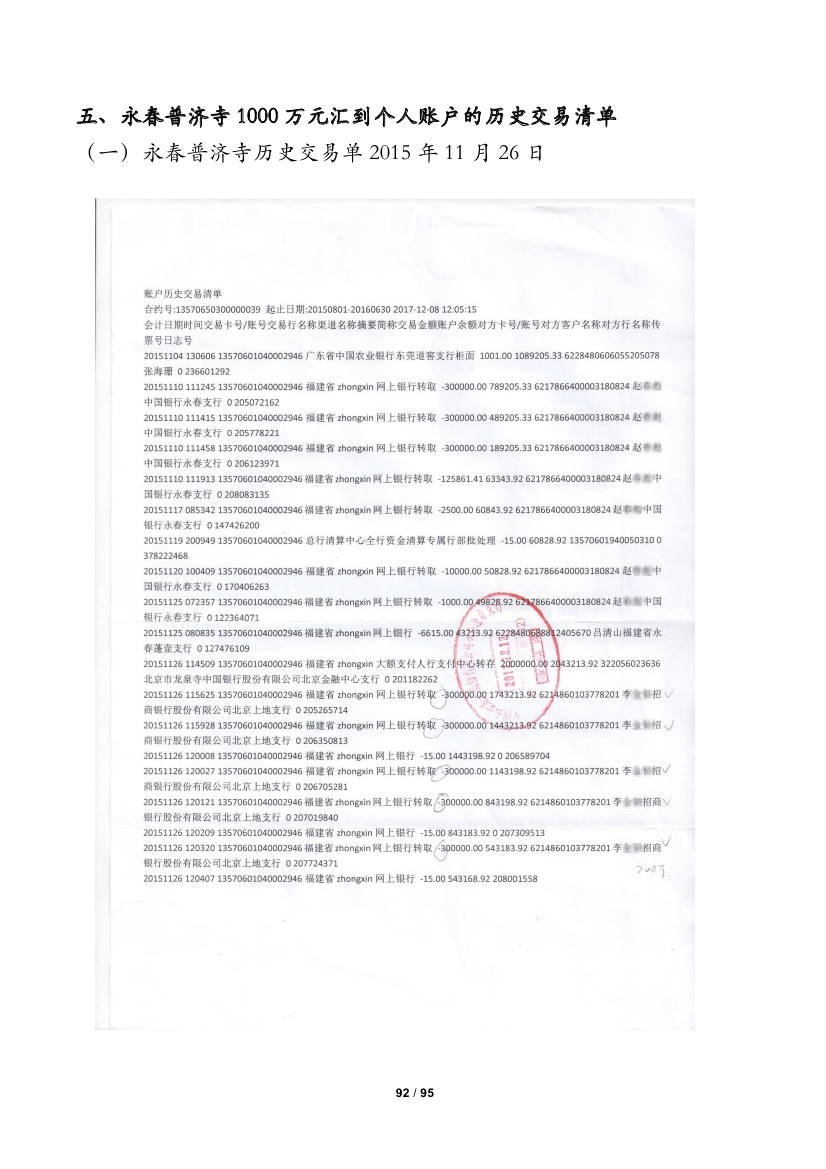 五、永春普济寺 1000 万元汇到个人账户的历史交易清单
（一）永春普济寺历史交易单 2015 年 11 月 26 日
账户历史交易清单
合约号:13570650300000039 起止日期:20150801-20160630 2017-12-08 12:05:15
会计日期时间交易卡号/账号交易行名称渠道名称摘要简称交易金额账户余额对方卡号/账号对方客户名称对方行名称传
票号日志号
20151104 130606 13570601040002946 广东省中国农业银行东莞道窖支行柜面 1001.00 1089205.33 6228480606055205078
张海珊 0 236601292
20151110 111245 13570601040002946 福建省 zhongxin 网上银行转取 -300000.00 789205.33 6217866400003180824 赵
中国银行永春支行 0 205072162
20151110 111415 13570601040002946 福建省 zhongxin 网上银行转取 -300000.00 489205.33 6217866400003180824 赵
中国银行永春支行 0 205778221
20151110 111458 13570601040002946 福建省 zhongxin 网上银行转取 -300000.00 189205.33 6217866400003180824 赵
中国银行永春支行 0 206123971
20151110 111913 13570601040002946 福建省 zhongxin 网上银行转取 -125861.41 63343.92 6217866400003180824 赵 中
国银行永春支行 0 208083135
20151117 085342 13570601040002946 福建省 zhongxin 网上银行转取 -2500.00 60843.92 6217866400003180824 赵 中国
银行永春支行 0 147426200
20151119 200949 13570601040002946 总行清算中心全行资金清算专属行部批处理 -15.00 60828.92 13570601940050310 0
378222468
20151120 100409 13570601040002946 福建省 zhongxin 网上银行转取 -10000.00 50828.92 6217866400003180824 赵 中
国银行永春支行 0 170406263
20151125 072357 13570601040002946 福建省 zhongxin 网上银行转取 -1000.00 49828.92 6217866400003180824 赵 中国
银行永春支行 0 122364071
20151125 080835 13570601040002946 福建省 zhongxin 网上银行 -6615.00 43213.92 6228480688812405670 吕清山福建省永
春蓬壶支行 0 127476109
20151126 114509 13570601040002946 福建省 zhongxin 大额支付人行支付中心转存 2000000.00 2043213.92 322056023636
北京市龙泉寺中国银行股份有限公司北京金融中心支行 0 201182262
20151126 115625 13570601040002946 福建省 zhongxin 网上银行转取 -300000.00 1743213.92 6214860103778201 李 招
商银行股份有限公司北京上地支行 0 205265714
20151126 115928 13570601040002946 福建省 zhongxin 网上银行转取 -300000.00 1443213.92 6214860103778201 李 招
商银行股份有限公司北京上地支行 0 206350813
20151126 120008 13570601040002946 福建省 zhongxin 网上银行 -15.00 1443198.92 0 206589704
20151126 120027 13570601040002946 福建省 zhongxin 网上银行转取 -300000.00 1143198.92 6214860103778201 李 招
商银行股份有限公司北京上地支行 0 206705281
20151126 120121 13570601040002946 福建省 zhongxin 网上银行转取 -300000.00 843198.92 6214860103778201 李 招商
银行股份有限公司北京上地支行 0 207019840
20151126 120209 13570601040002946 福建省 zhongxin 网上银行 -15.00 843183.92 0 207309513
20151126 120320 13570601040002946 福建省 zhongxin 网上银行转取 -300000.00 543183.92 6214860103778201 李 招商
银行股份有限公司北京上地支行 0 207724371
20151126 120407 13570601040002946 福建省 zhongxin 网上银行 -15.00 543168.92 208001558
92 / 95